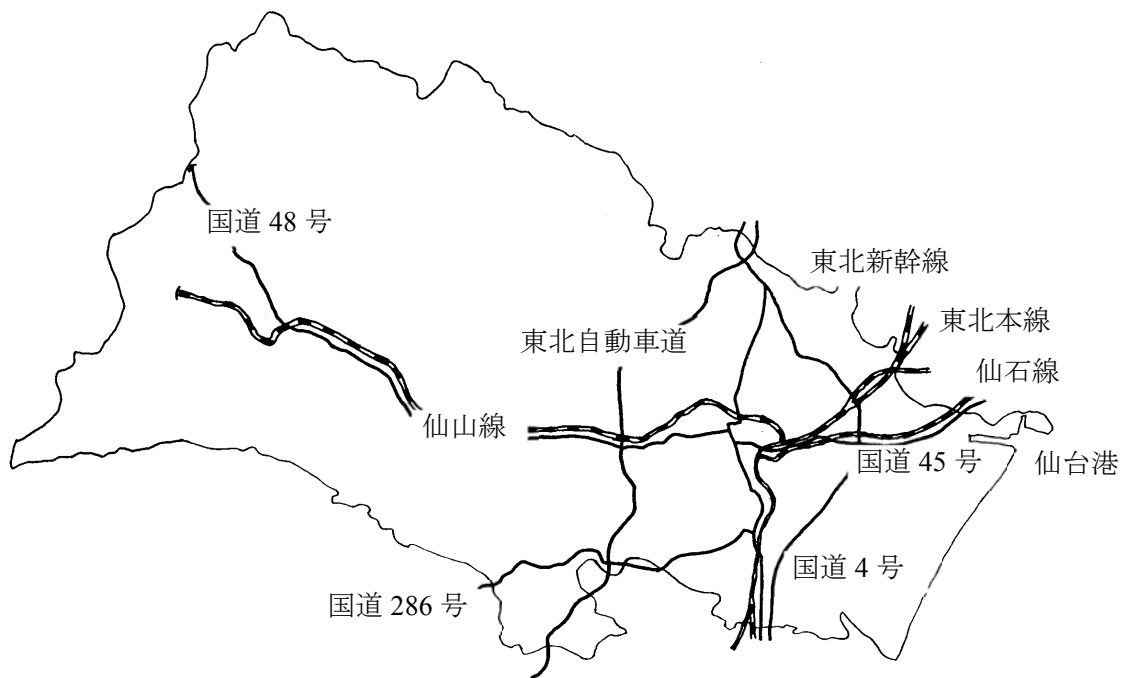 国道 48 号
東北新幹線
東北本線
東北自動車道
仙石線
仙山線
国道 45 号
仙台港
国道 4 号
国道 286 号